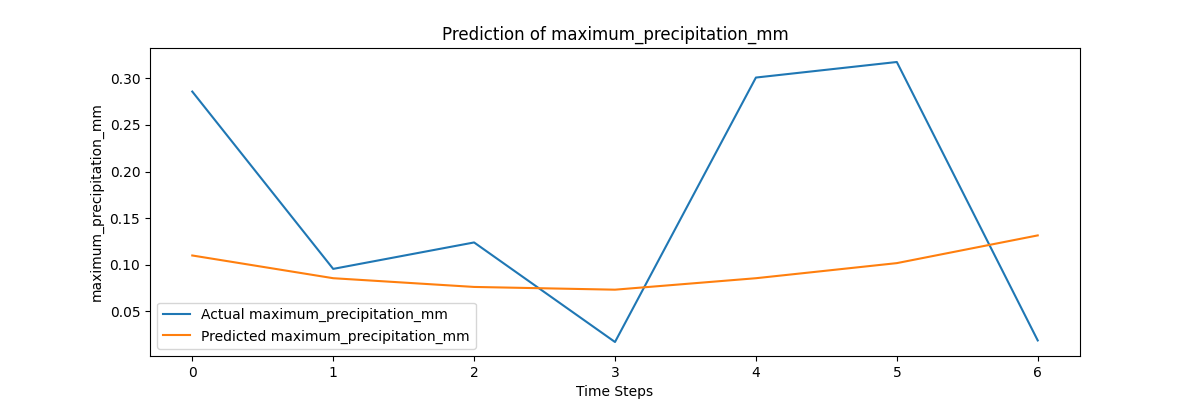 Prediction of maximum_precipitation_mm
maximum_precipitation_mm
0.30
0.25
0.20
0.15
0.10
0.05
Actual maximum_precipitation_mm
Predicted maximum_precipitation_mm
0 1 2 3 4 5 6
Time Steps